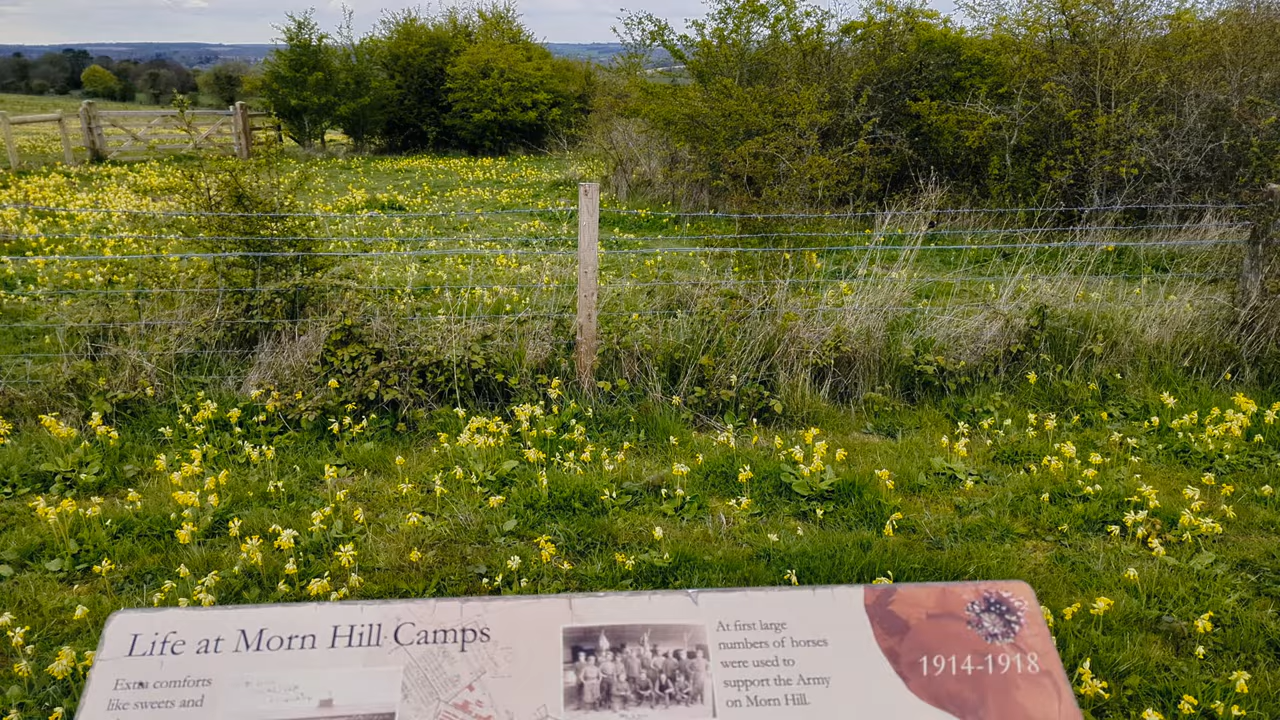 Life at Morn Hill Camps
Extra comforts
like sweets and
At first large
numbers of horses
were used to
support the Army
on Morn Hill.
1914-1918